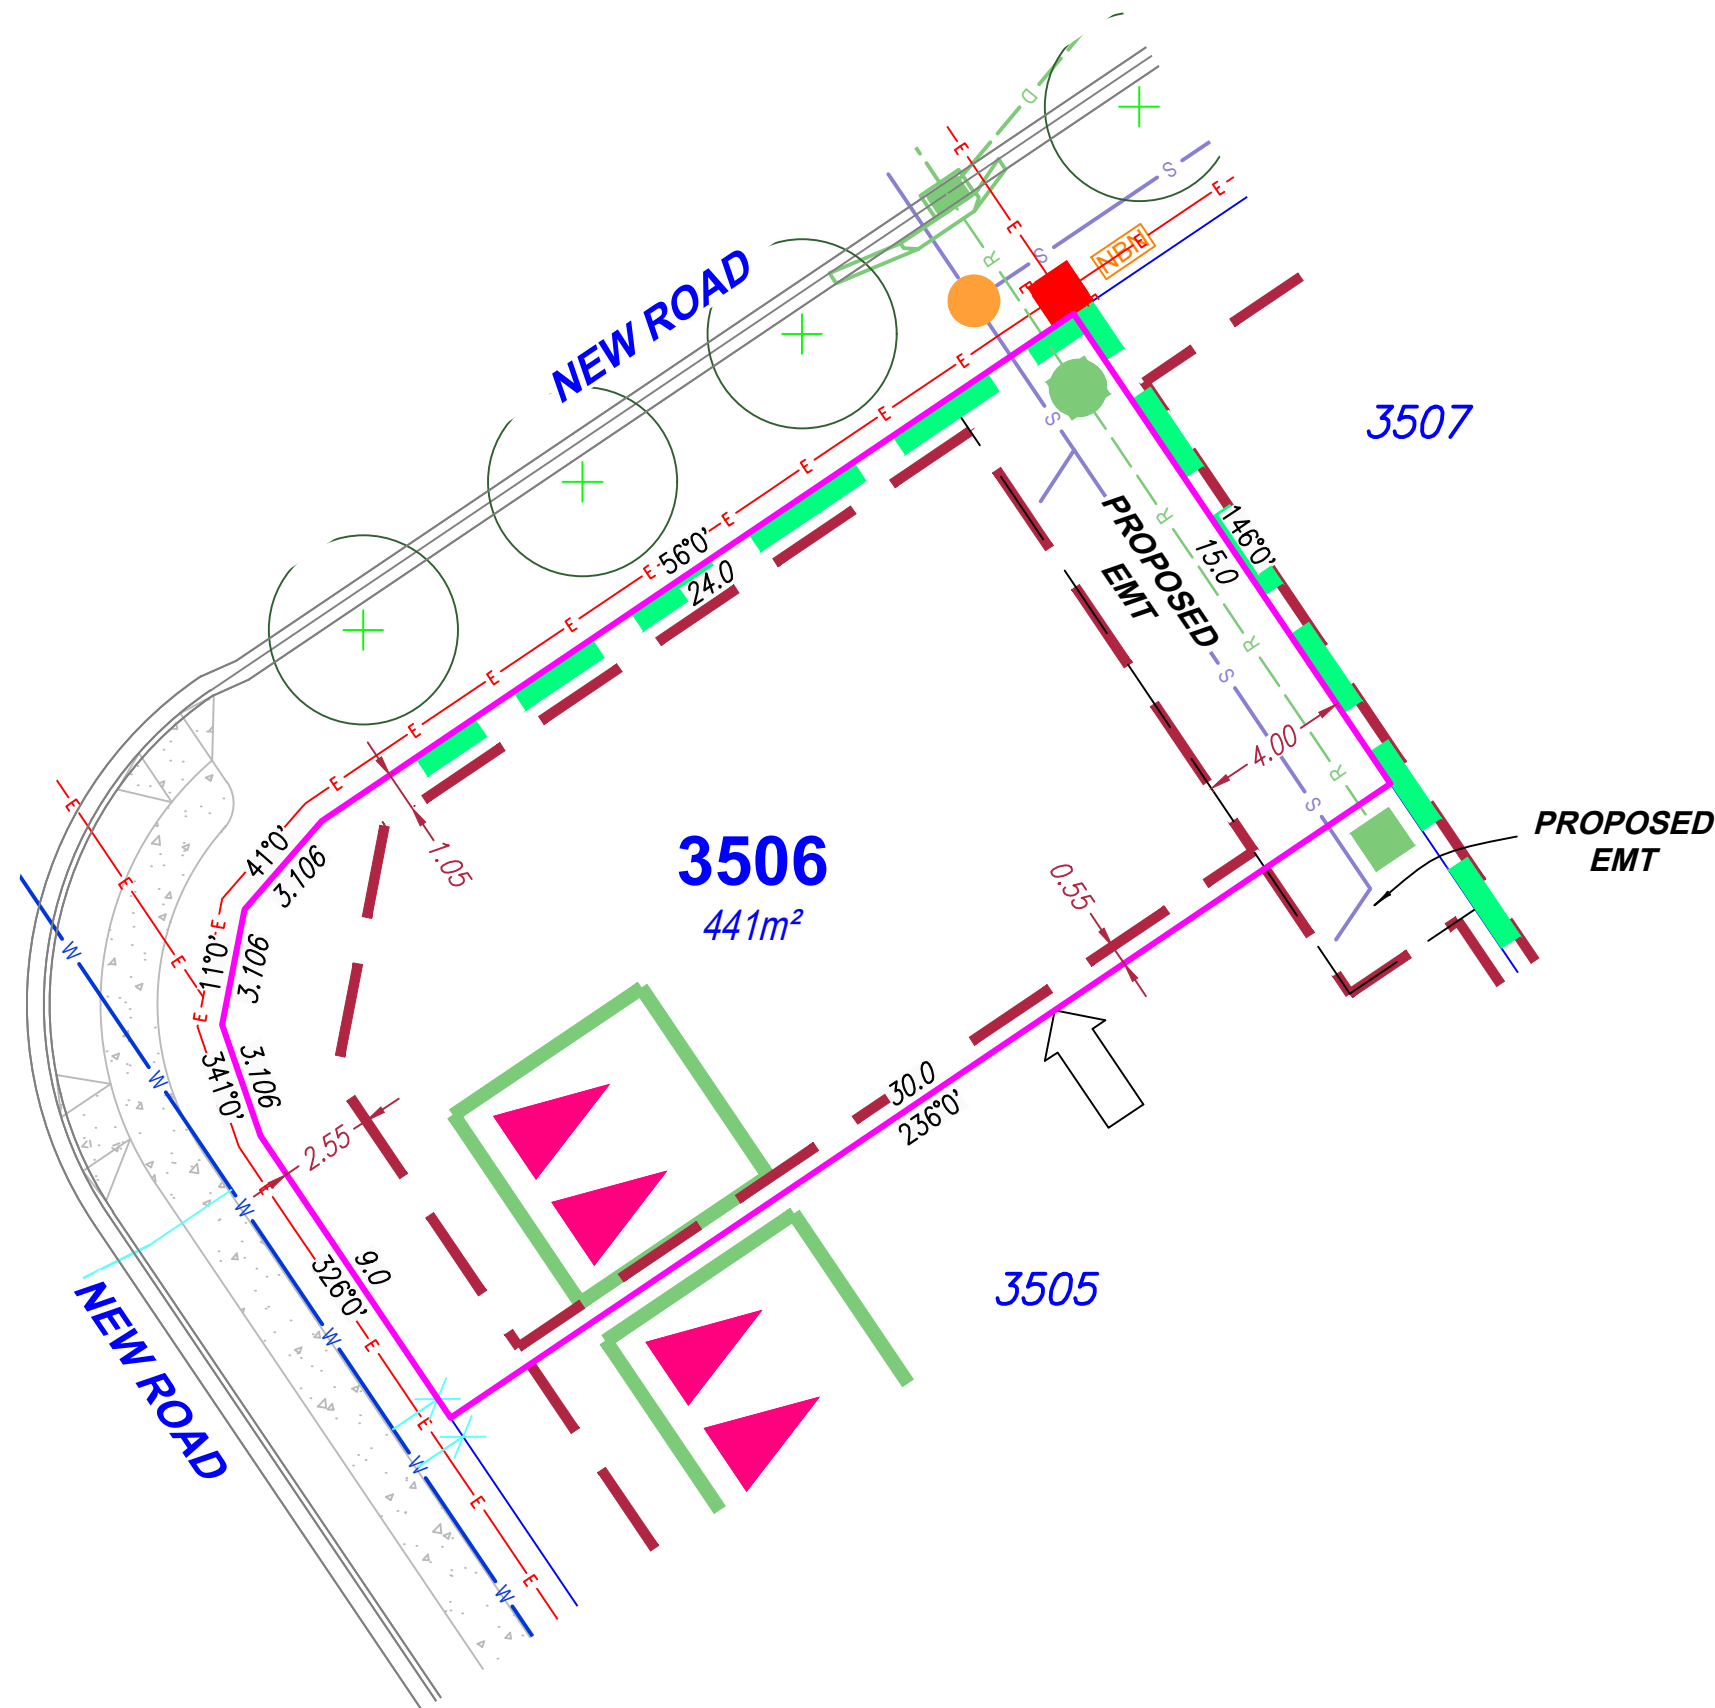 D
E
S
E
NBN
E
R
S
E
E
NEW ROAD
E
S
3507
E
E
R
146°0'
15.0
PROPOSED
EMT
E
56°0'
E
24.0
E
R
S
E
E
4.00
R
E
E
S
PROPOSED
EMT
41°0'
3.106
1.05
3506
441m²
0.55
E
E
W
11°0'
3.106
E
E
341°0'
3.106
W
30.0
236°0'
2.55
E
W
9.0
326°0'
3505
NEW ROAD
W
E
E
W
E
E
W